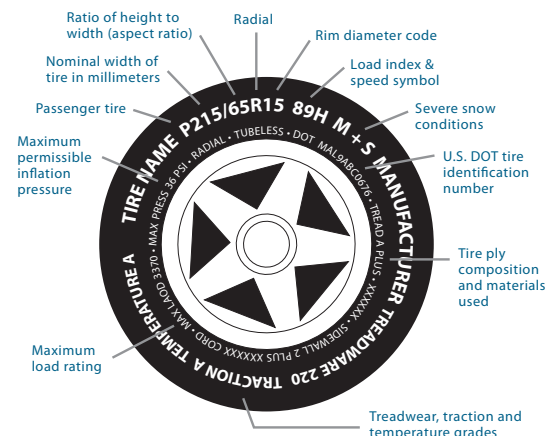 Ratio of height to
width (aspect ratio)
Radial
Rim diameter code
Nominal width of
tire in millimeters
Load index &
speed symbol
Passenger tire
Severe snow
conditions
Maximum
permissible
inflation
pressure
U.S. DOT tire
identification
number
TIRE NAME P215/65R15 89H M + S MANUFACTURER TREADWARE 220 TRACTION A TEMPERATURE A
MAX LAOD 3370 • MAX PRESS 36 PSI • RADIAL • TUBELESS • DOT MAL9ABC0676 • TREAD A PLUS • XXXXXX. SIDEWALL 2 PLUS XXXXXX CORD •
Tire ply
composition
and materials
used
Maximum
load rating
Treadwear, traction and
temperature grades